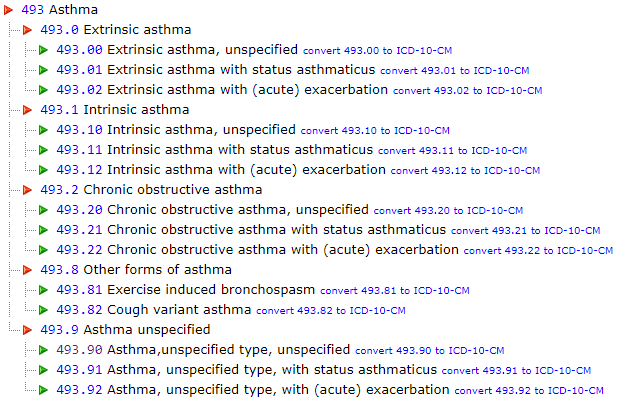 493 Asthma
493.0 Extrinsic asthma
493.00 Extrinsic asthma, unspecified convert 493.00 to ICD-10-CM
493.01 Extrinsic asthma with status asthmaticus convert 493.01 to ICD-10-CM
493.02 Extrinsic asthma with (acute) exacerbation convert 493.02 to ICD-10-CM
493.1 Intrinsic asthma
493.10 Intrinsic asthma, unspecified convert 493.10 to ICD-10-CM
493.11 Intrinsic asthma with status asthmaticus convert 493.11 to ICD-10-CM
493.12 Intrinsic asthma with (acute) exacerbation convert 493.12 to ICD-10-CM
493.2 Chronic obstructive asthma
493.20 Chronic obstructive asthma, unspecified convert 493.20 to ICD-10-CM
493.21 Chronic obstructive asthma with status asthmaticus convert 493.21 to ICD-10-CM
493.22 Chronic obstructive asthma with (acute) exacerbation convert 493.22 to ICD-10-CM
493.8 Other forms of asthma
493.81 Exercise induced bronchospasm convert 493.81 to ICD-10-CM
493.82 Cough variant asthma convert 493.82 to ICD-10-CM
493.9 Asthma unspecified
493.90 Asthma,unspecified type, unspecified convert 493.90 to ICD-10-CM
493.91 Asthma, unspecified type, with status asthmaticus convert 493.91 to ICD-10-CM
493.92 Asthma, unspecified type, with (acute) exacerbation convert 493.92 to ICD-10-CM